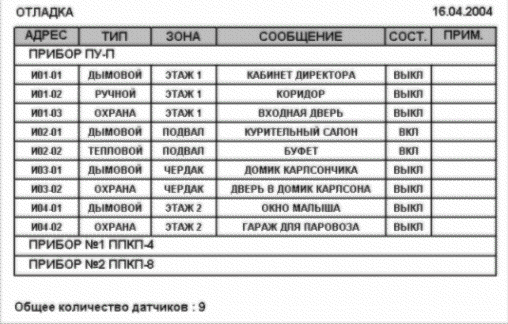 ОТЛАДКА 16.04.2004
АДРЕС ТИП ЗОНА СООБЩЕНИЕ СОСТ. ПРИМ.
ПРИБОР ПУ-П
И01-01 ДЫМОВОЙ ЭТАЖ 1 КАБИНЕТ ДИРЕКТОРА ВЫКЛ
И01-02 РУЧНОЙ ЭТАЖ 1 КОРИДОР ВЫКЛ
И01-03 ОХРАНА ЭТАЖ 1 ВХОДНАЯ ДВЕРЬ ВЫКЛ
И02-01 ДЫМОВОЙ ПОДВАЛ КУРИТЕЛЬНЫЙ САЛОН ВКЛ
И02-02 ТЕПЛОВОЙ ПОДВАЛ БУФЕТ ВКЛ
И03-01 ДЫМОВОЙ ЧЕРДАК ДОМИК КАРЛСОНЧИКА ВЫКЛ
И03-02 ОХРАНА ЧЕРДАК ДВЕРЬ В ДОМИК КАРЛСОНА ВЫКЛ
И04-01 ДЫМОВОЙ ЭТАЖ 2 ОКНО МАЛЫША ВЫКЛ
И04-02 ОХРАНА ЭТАЖ 2 ГАРАЖ ДЛЯ ПАРОВОЗА ВЫКЛ
ПРИБОР №1 ППКП-4
ПРИБОР №2 ППКП-8
Общее количество датчиков : 9